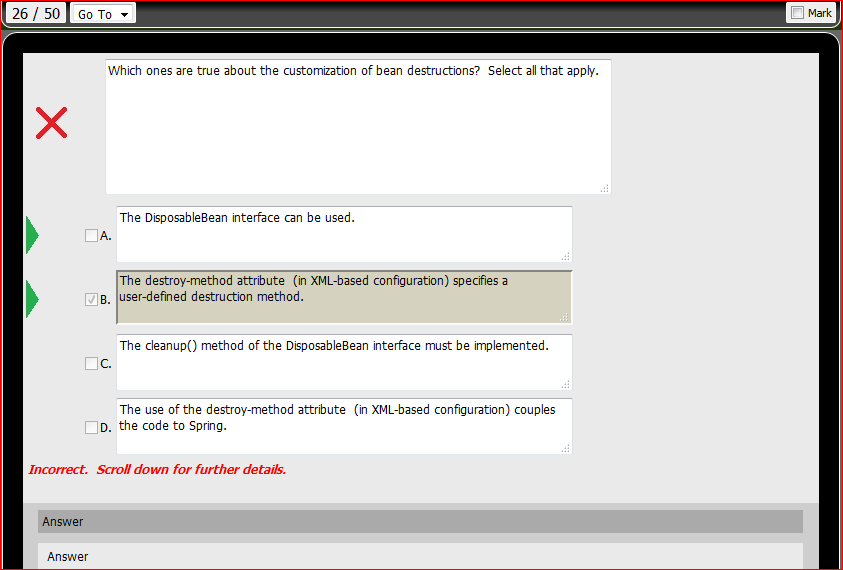 26 / 50 Go To Mark
Which ones are true about the customization of bean destructions?  Select all that apply.
A. The DisposableBean interface can be used.
B. The destroy-method attribute  (in XML-based configuration) specifies a
user-defined destruction method.
C. The cleanup() method of the DisposableBean interface must be implemented.
D. The use of the destroy-method attribute  (in XML-based configuration) couples
the code to Spring.
Incorrect.  Scroll down for further details.
Answer
Answer